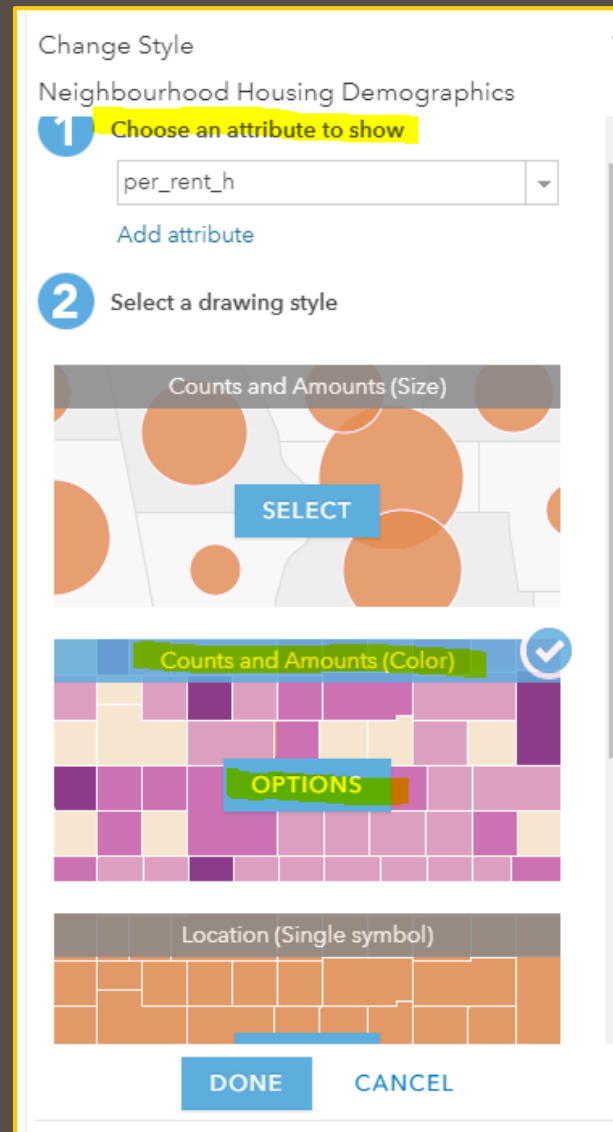 Change Style
Neighbourhood Housing Demographics
1 Choose an attribute to show
per_rent_h
Add attribute
2 Select a drawing style
Counts and Amounts (Size)
SELECT
Counts and Amounts (Color)
OPTIONS
Location (Single symbol)
DONE CANCEL